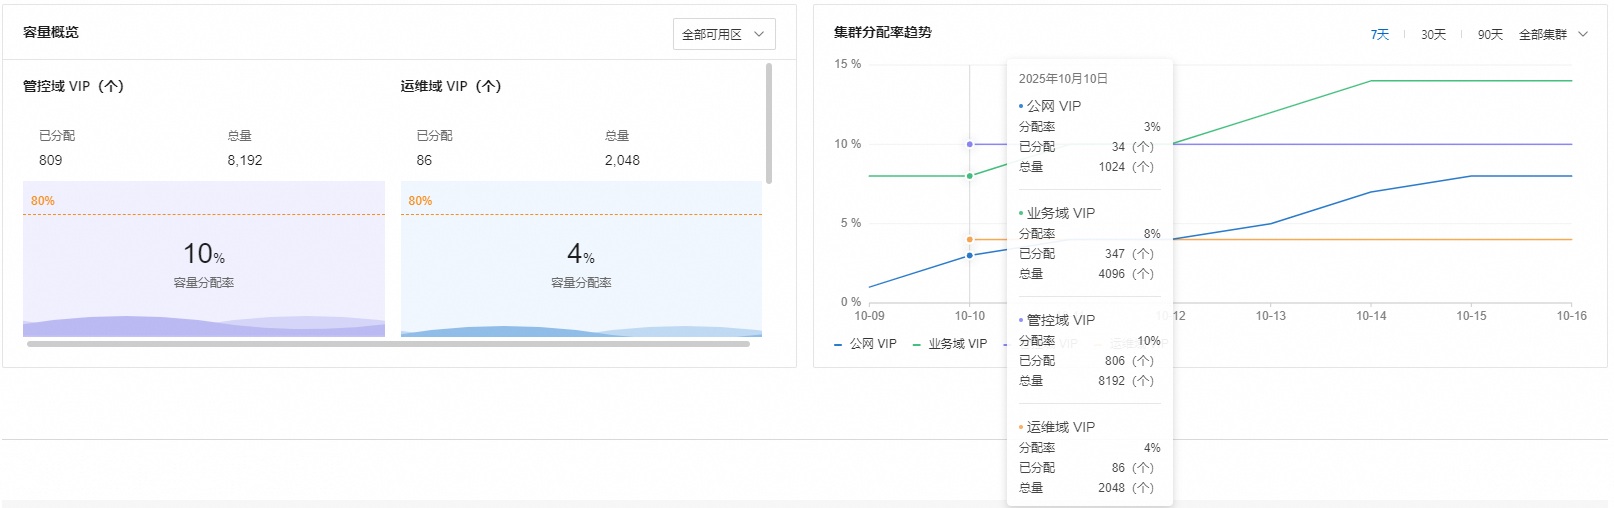 容量概览
全部可用区
管控域 VIP（个）
运维域 VIP（个）
已分配
总量
已分配
总量
809
8,192
86
2,048
80%
80%
10%
4%
容量分配率
容量分配率
集群分配率趋势
7天
30天
90天
全部集群
15 %
10 %
5 %
0 %
10-09
10-10
12
10-13
10-14
10-15
10-16
公网 VIP
业务域 VIP
2025年10月10日
公网 VIP
分配率 3%
已分配 34（个）
总量 1024（个）
业务域 VIP
分配率 8%
已分配 347（个）
总量 4096（个）
管控域 VIP
分配率 10%
已分配 806（个）
总量 8192（个）
运维域 VIP
分配率 4%
已分配 86（个）
总量 2048（个）